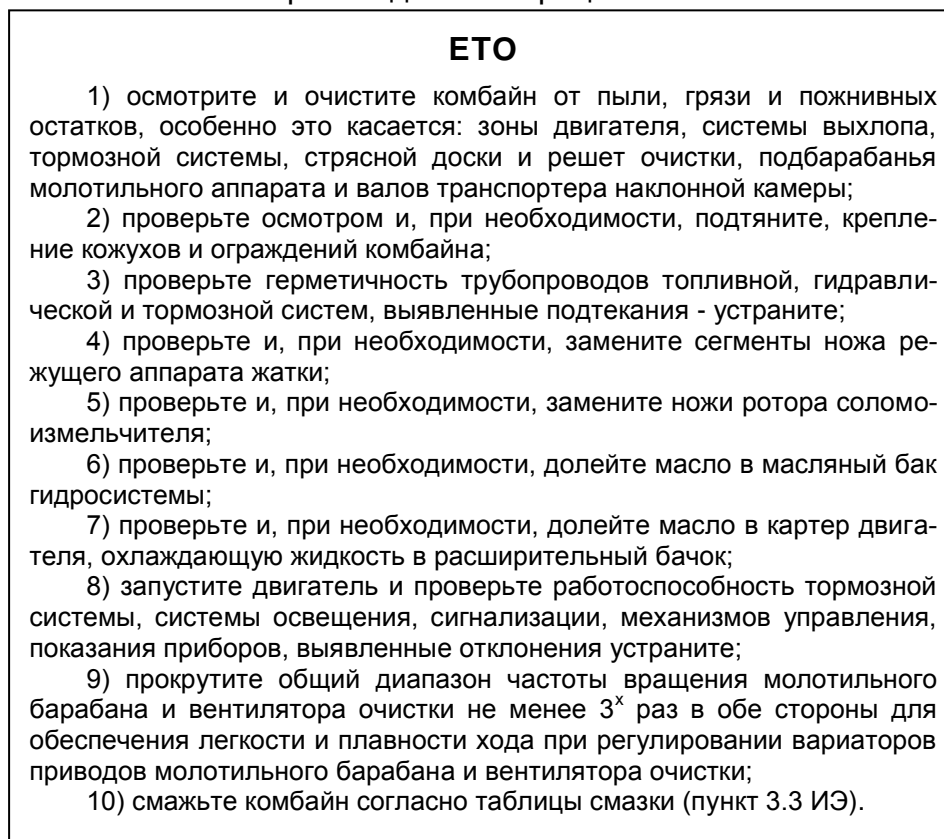 ЕТО
1) осмотрите и очистите комбайн от пыли, грязи и пожнивных
остатков, особенно это касается: зоны двигателя, системы выхлопа,
тормозной системы, стрясной доски и решет очистки, подбарабанья
молотильного аппарата и валов транспортера наклонной камеры;
2) проверьте осмотром и, при необходимости, подтяните, крепле-
ние кожухов и ограждений комбайна;
3) проверьте герметичность трубопроводов топливной, гидравли-
ческой и тормозной систем, выявленные подтекания - устраните;
4) проверьте и, при необходимости, замените сегменты ножа ре-
жущего аппарата жатки;
5) проверьте и, при необходимости, замените ножи ротора соломо-
измельчителя;
6) проверьте и, при необходимости, долейте масло в масляный бак
гидросистемы;
7) проверьте и, при необходимости, долейте масло в картер двига-
теля, охлаждающую жидкость в расширительный бачок;
8) запустите двигатель и проверьте работоспособность тормозной
системы, системы освещения, сигнализации, механизмов управления,
показания приборов, выявленные отклонения устраните;
9) прокрутите общий диапазон частоты вращения молотильного
барабана и вентилятора очистки не менее 3ˣ раз в обе стороны для
обеспечения легкости и плавности хода при регулировании вариаторов
приводов молотильного барабана и вентилятора очистки;
10) смажьте комбайн согласно таблицы смазки (пункт 3.3 ИЭ).